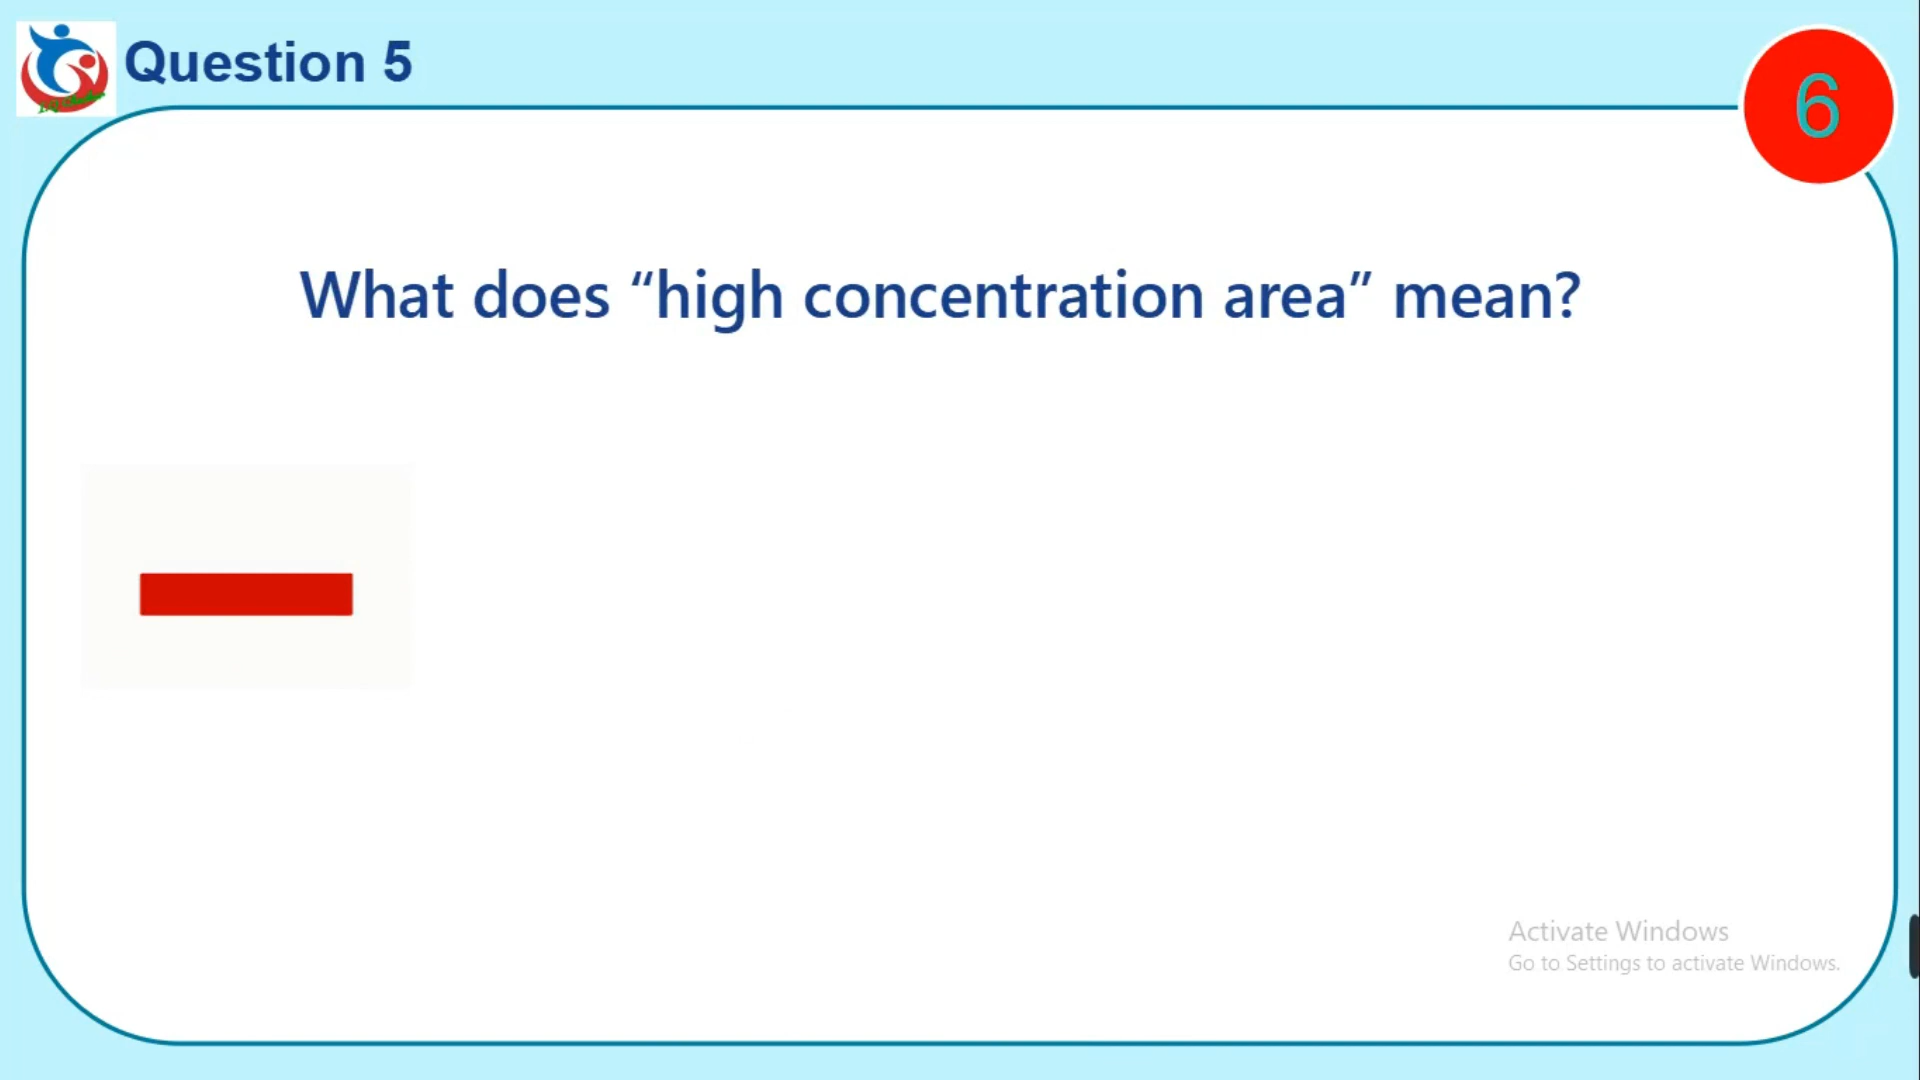 Question 5
6
What does “high concentration area” mean?
Activate Windows
Go to Settings to activate Windows.